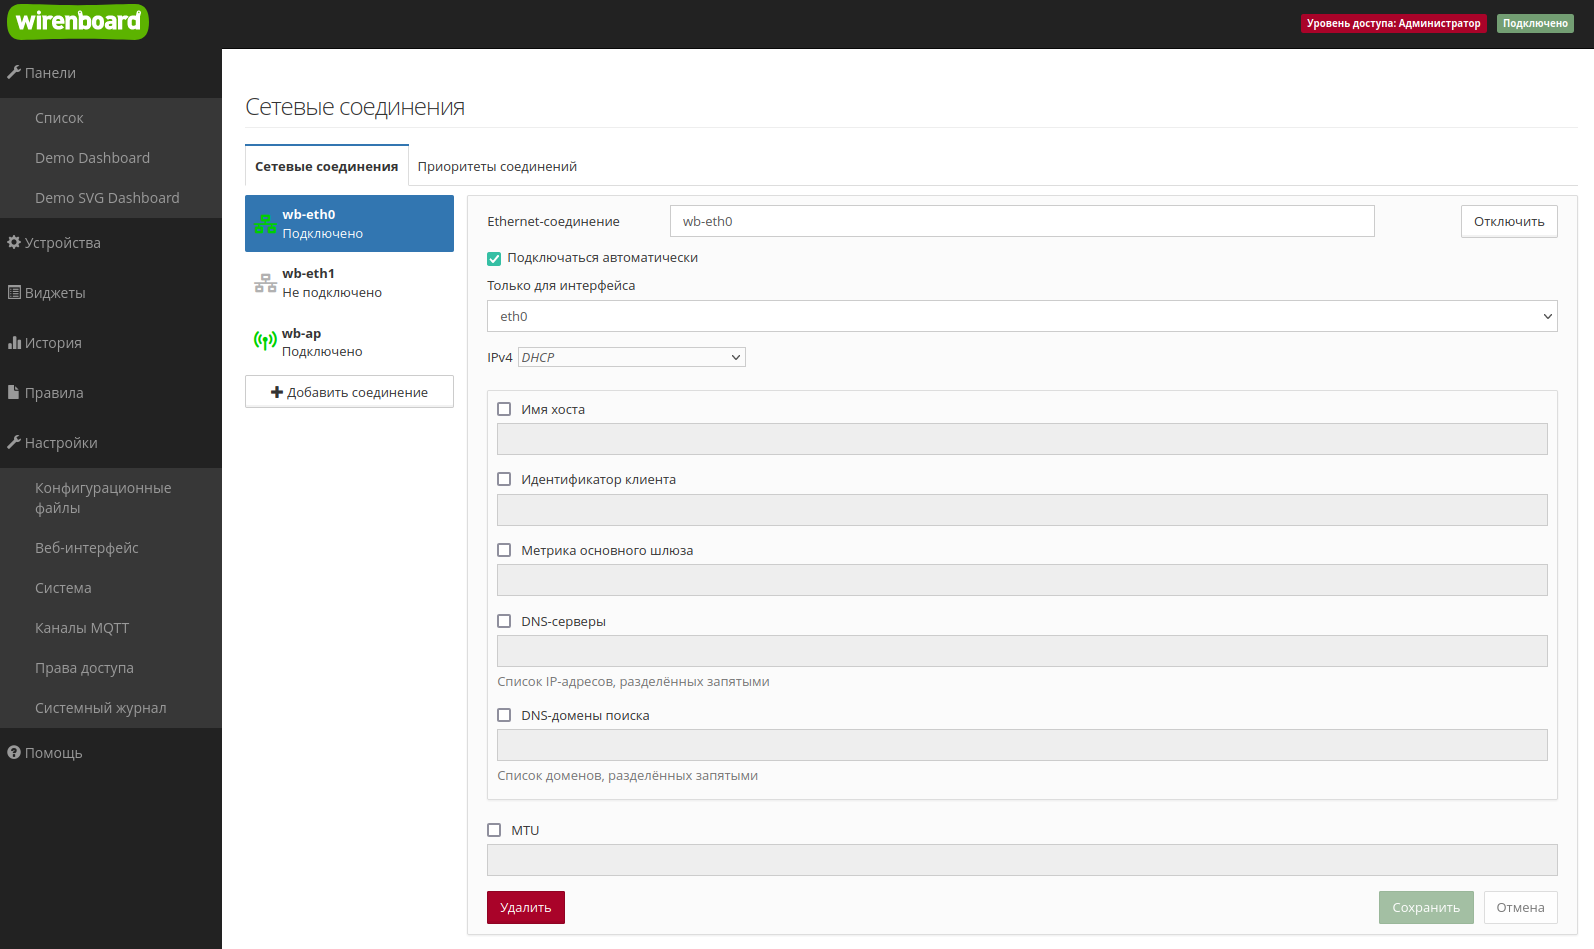 wirenboard
Уровень доступа: Администратор
Подключено
Панели
Список
Demo Dashboard
Demo SVG Dashboard
Устройства
Виджеты
История
Правила
Настройки
Конфигурационные
файлы
Веб-интерфейс
Система
Каналы MQTT
Права доступа
Системный журнал
Помощь
Сетевые соединения
Сетевые соединения
Приоритеты соединений
wb-eth0
Подключено
wb-eth1
Не подключено
wb-ap
Подключено
Добавить соединение
Ethernet-соединение
wb-eth0
Отключить
Подключаться автоматически
Только для интерфейса
eth0
IPv4 DHCP
Имя хоста
Идентификатор клиента
Метрика основного шлюза
DNS-серверы
Список IP-адресов, разделённых запятыми
DNS-домены поиска
Список доменов, разделённых запятыми
MTU
Удалить
Сохранить
Отмена